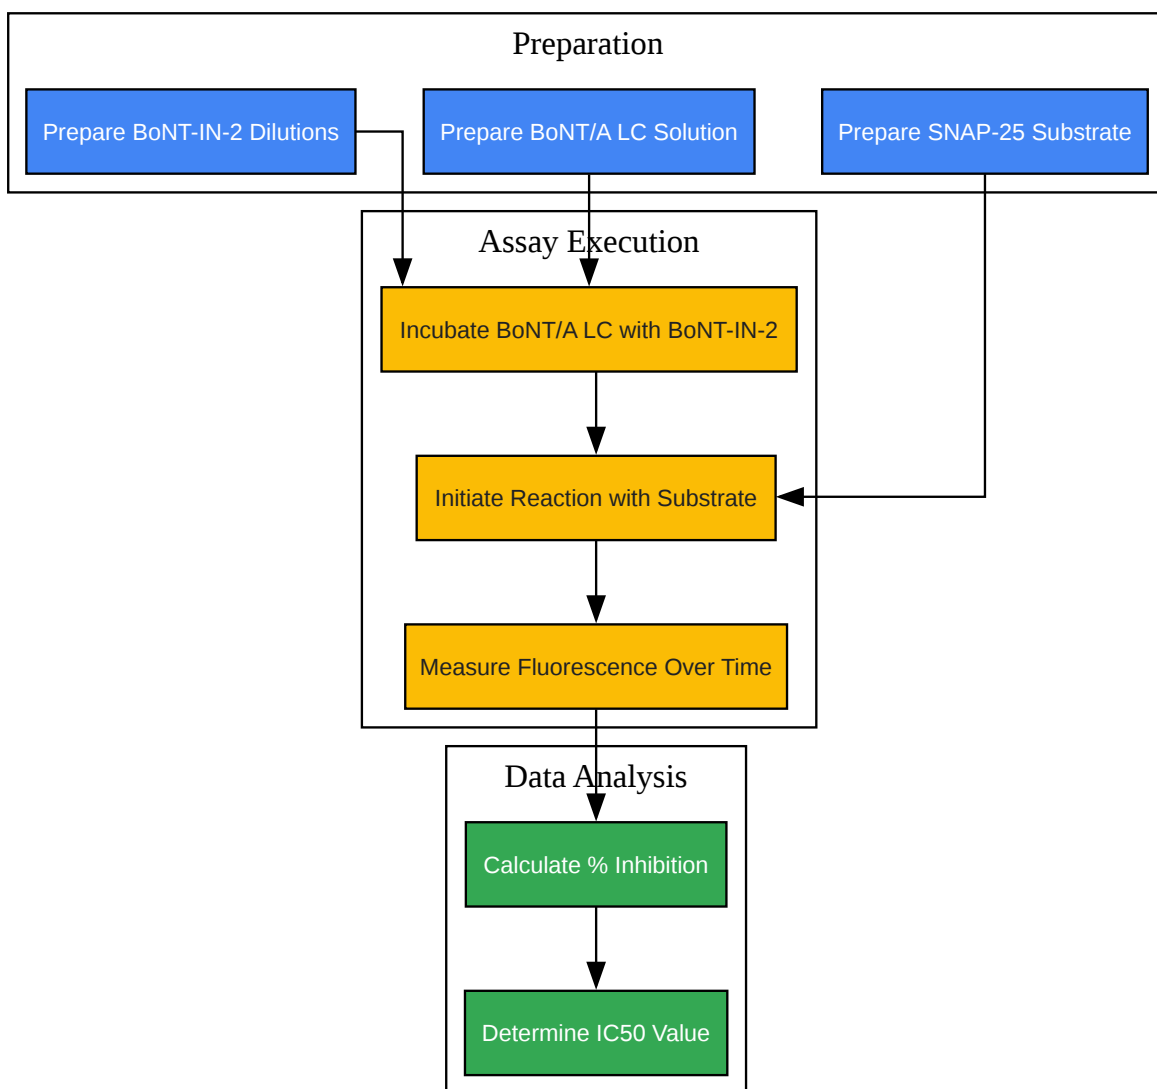 Preparation
Prepare BoNT-IN-2 Dilutions
Prepare BoNT/A LC Solution
Prepare SNAP-25 Substrate
Assay Execution
Incubate BoNT/A LC with BoNT-IN-2
Initiate Reaction with Substrate
Measure Fluorescence Over Time
Data Analysis
Calculate % Inhibition
Determine IC50 Value